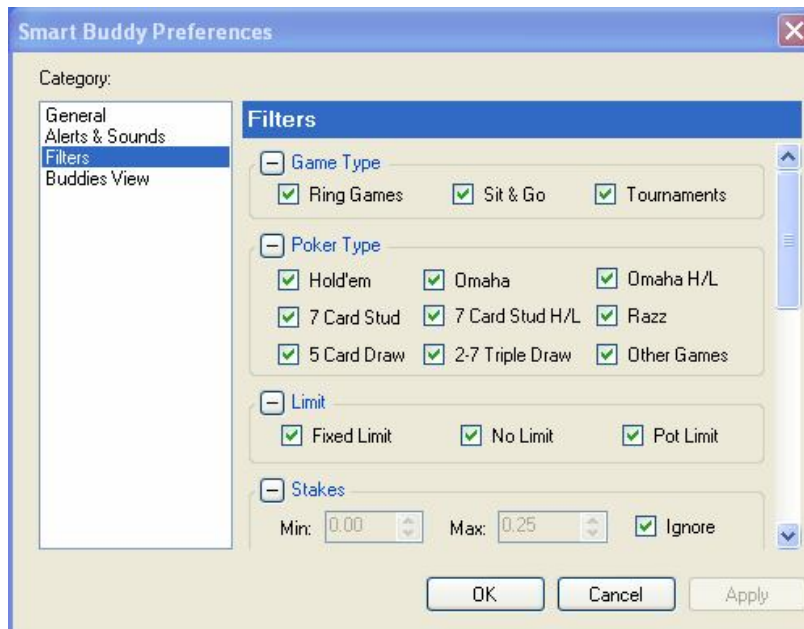 Smart Buddy Preferences
Category:
General
Alerts & Sounds
Filters
Buddies View
Filters
Game Type
Ring Games Sit & Go Tournaments
Poker Type
Hold'em Omaha Omaha H/L
7 Card Stud 7 Card Stud H/L Razz
5 Card Draw 2-7 Triple Draw Other Games
Limit
Fixed Limit No Limit Pot Limit
Stakes
Min: 0.00 Max: 0.25 Ignore
OK Cancel Apply